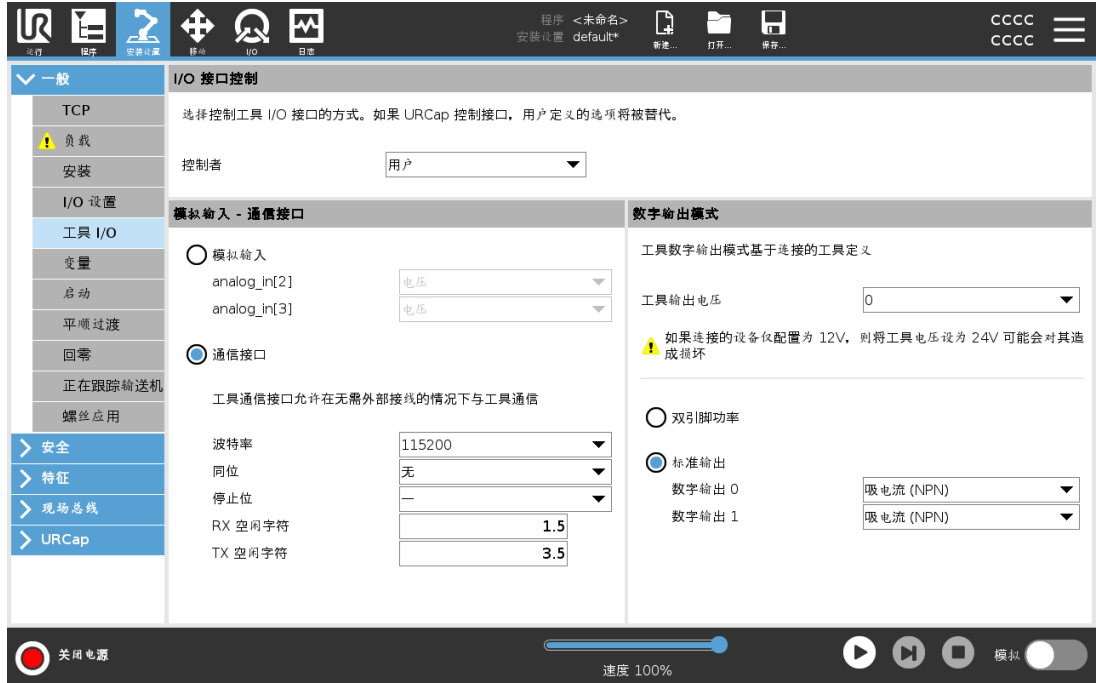 程序 <未命名>
安装设置 default*
运行 程序 安装设置 移动 I/O 日志 新建... 打开... 保存...
CCCC
CCCC
一般
TCP
负载
安装
I/O 设置
工具 I/O
变量
启动
平顺过渡
回零
正在跟踪输送机
螺丝应用
安全
特征
现场总线
URCap
I/O 接口控制
选择控制工具 I/O 接口的方式。如果 URCap 控制接口，用户定义的选项将被替代。
控制者 用户
模拟输入 - 通信接口
模拟输入
analog_in[2] 电压
analog_in[3] 电压
通信接口
工具通信接口允许在无需外部接线的情况下与工具通信
波特率 115200
同位 无
停止位 一
RX 空闲字符 1.5
TX 空闲字符 3.5
数字输出模式
工具数字输出模式基于连接的工具定义
工具输出电压 0
如果连接的设备仅配置为 12V，则将工具电压设为 24V 可能会对其造
成损坏
双引脚功率
标准输出
数字输出 0 吸电流 (NPN)
数字输出 1 吸电流 (NPN)
关闭电源
速度 100%
模拟